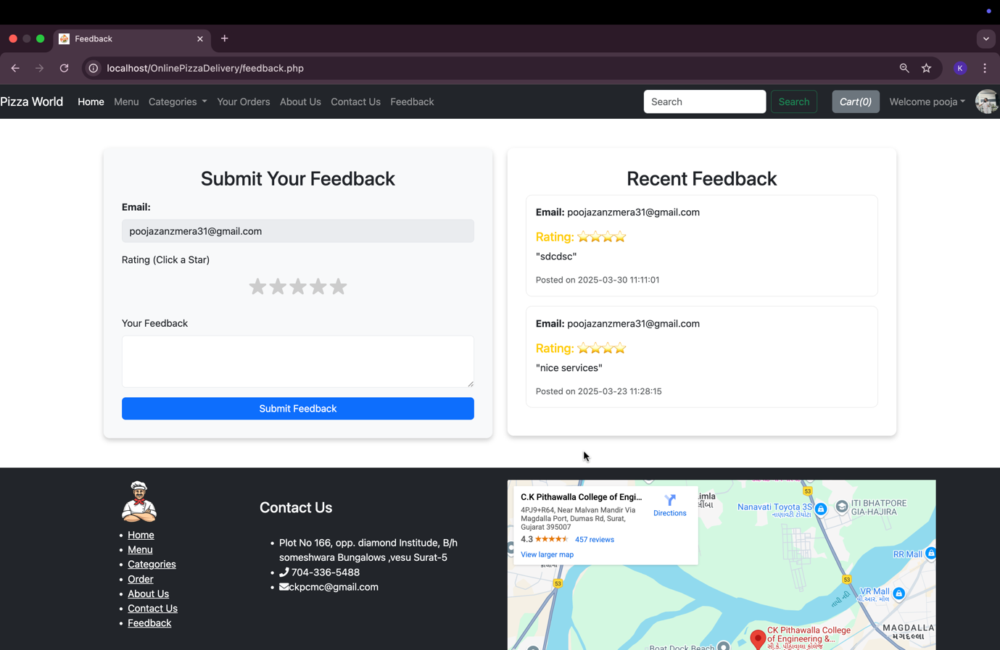 Feedback
localhost/OnlinePizzaDelivery/feedback.php
K
Pizza World
Home
Menu
Categories
Your Orders
About Us
Contact Us
Feedback
Search
Search
Cart(0)
Welcome pooja
Submit Your Feedback
Email:
poojazanzmera31@gmail.com
Rating (Click a Star)
Your Feedback
Submit Feedback
Recent Feedback
Email: poojazanzmera31@gmail.com
Rating: ⭐⭐⭐⭐
"sdcdsc"
Posted on 2025-03-30 11:11:01
Email: poojazanzmera31@gmail.com
Rating: ⭐⭐⭐⭐
"nice services"
Posted on 2025-03-23 11:28:15
Home
Menu
Categories
Order
About Us
Contact Us
Feedback
Contact Us
Plot No 166, opp. diamond Institude, B/h
someshwara Bungalows ,vesu Surat-5
704-336-5488
ckpcmc@gmail.com
C.K Pithawalla College of Engi...
4PJ9+R64, Near Malvan Mandir Via
Magdalla Port, Dumas Rd, Surat,
Gujarat 395007
4.3
457 reviews
View larger map
Directions
53
Nanavati Toyota 3S
નાણાવટી ટોયોટા
ITI BHATPORE
GIA-HAJIRA
RR Mall
53
53
VR Mall
વી.આર. મોલ
તાપી નદી
MAGDALLA
મગદલ્લા
CK Pithawalla College
of Engineering &...
સી.કે. પીઠાવાલા કોલેજ
Boat Dock Beach